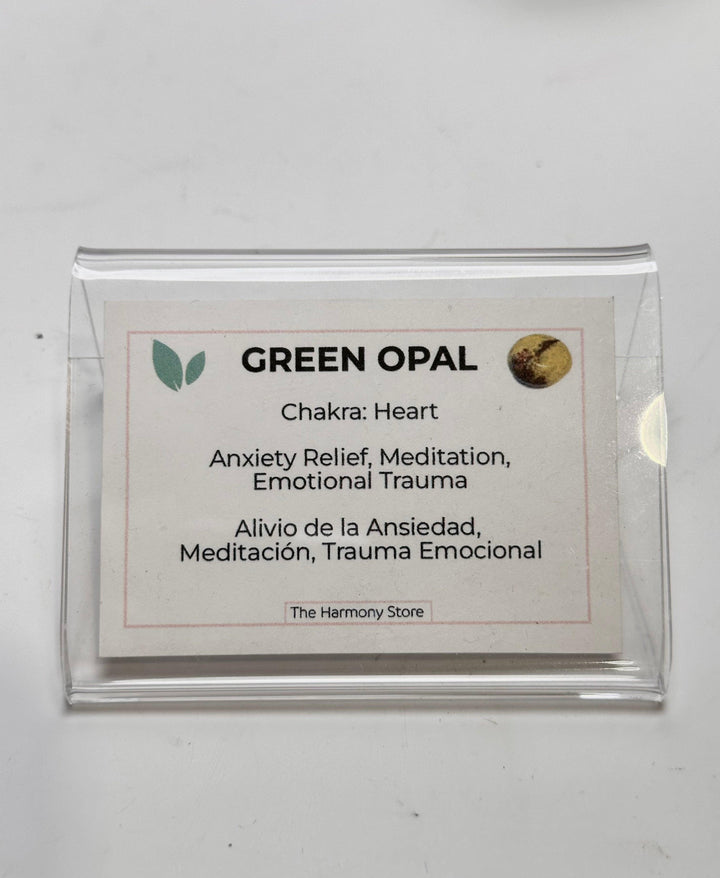 GREEN OPAL
Chakra: Heart
Anxiety Relief, Meditation,
Emotional Trauma
Alivio de la Ansiedad,
Meditación, Trauma Emocional
The Harmony Store